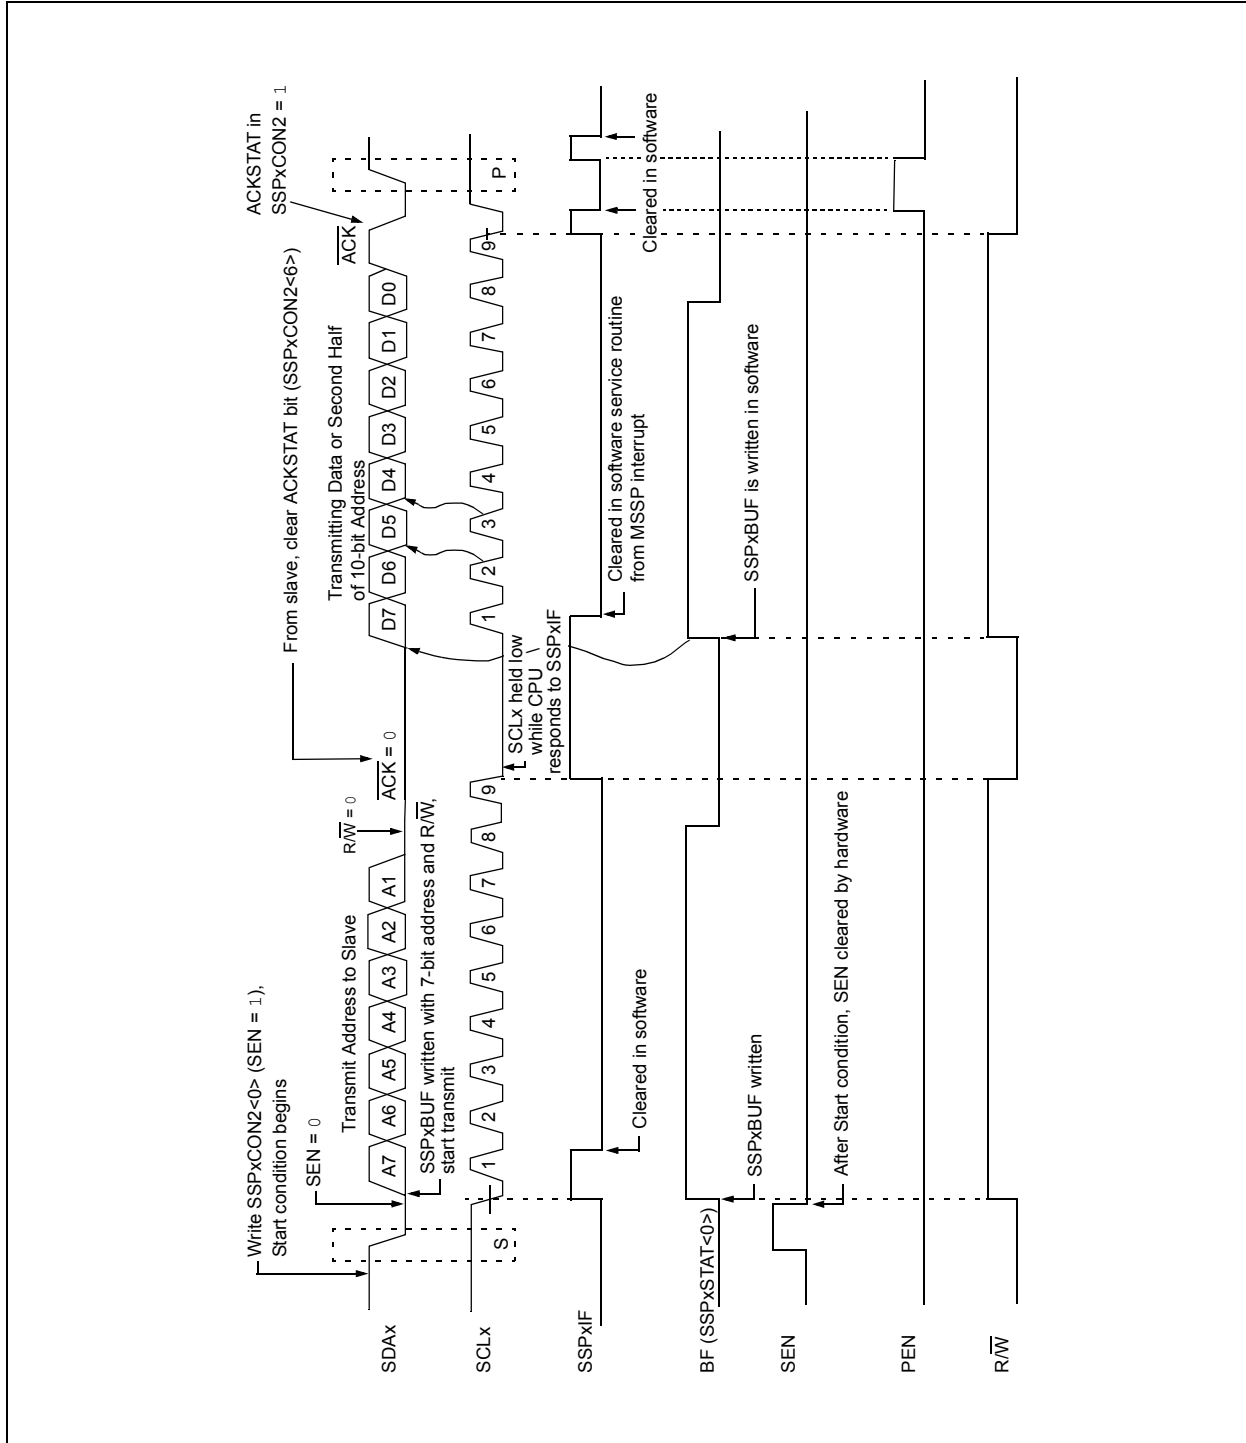 Write SSPxCON2<0> (SEN = 1),
Start condition begins
SEN = 0
Transmit Address to Slave
R/W = 0
From slave, clear ACKSTAT bit (SSPxCON2<6>)
ACK = 0
Transmitting Data or Second Half
of 10-bit Address
ACKSTAT in
SSPxCON2 = 1
ACK
SDAx
A7 A6 A5 A4 A3 A2 A1
D7 D6 D5 D4 D3 D2 D1 D0
SSPxBUF written with 7-bit address and R/W,
start transmit
SCLx
S
1 2 3 4 5 6 7 8 9
1 2 3 4 5 6 7 8 9
P
SCLx held low
while CPU
responds to SSPxIF
SSPxIF
Cleared in software
Cleared in software service routine
from MSSP interrupt
Cleared in software
BF (SSPxSTAT<0>)
SSPxBUF written
SSPxBUF is written in software
SEN
After Start condition, SEN cleared by hardware
PEN
R/W